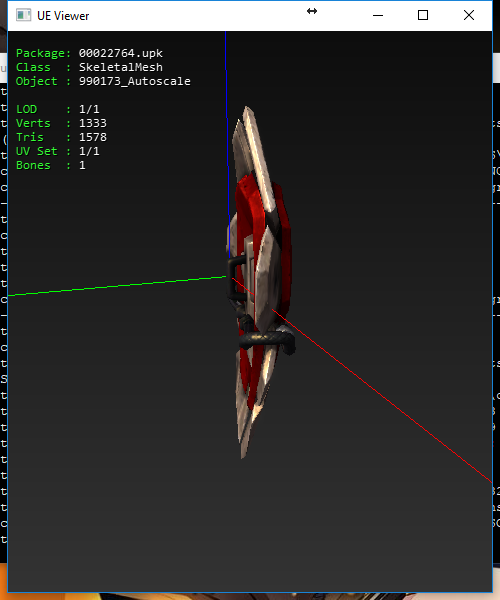 UE Viewer
Package: 00022764.upk
Class : SkeletalMesh
Object : 990173_Autoscale
LOD : 1/1
Verts : 1333
Tris : 1578
UV Set : 1/1
Bones : 1